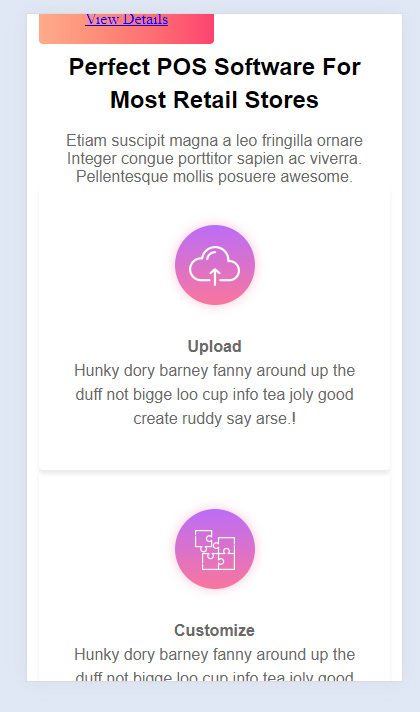 View Details
Perfect POS Software For
Most Retail Stores
Etiam suscipit magna a leo fringilla ornare
Integer congue porttitor sapien ac viverra.
Pellentesque mollis posuere awesome.
Upload
Hunky dory barney fanny around up the
duff not bigge loo cup info tea joly good
create ruddy say arse.!
Customize
Hunky dory barney fanny around up the
duff not bigge loo cup info tea joly good